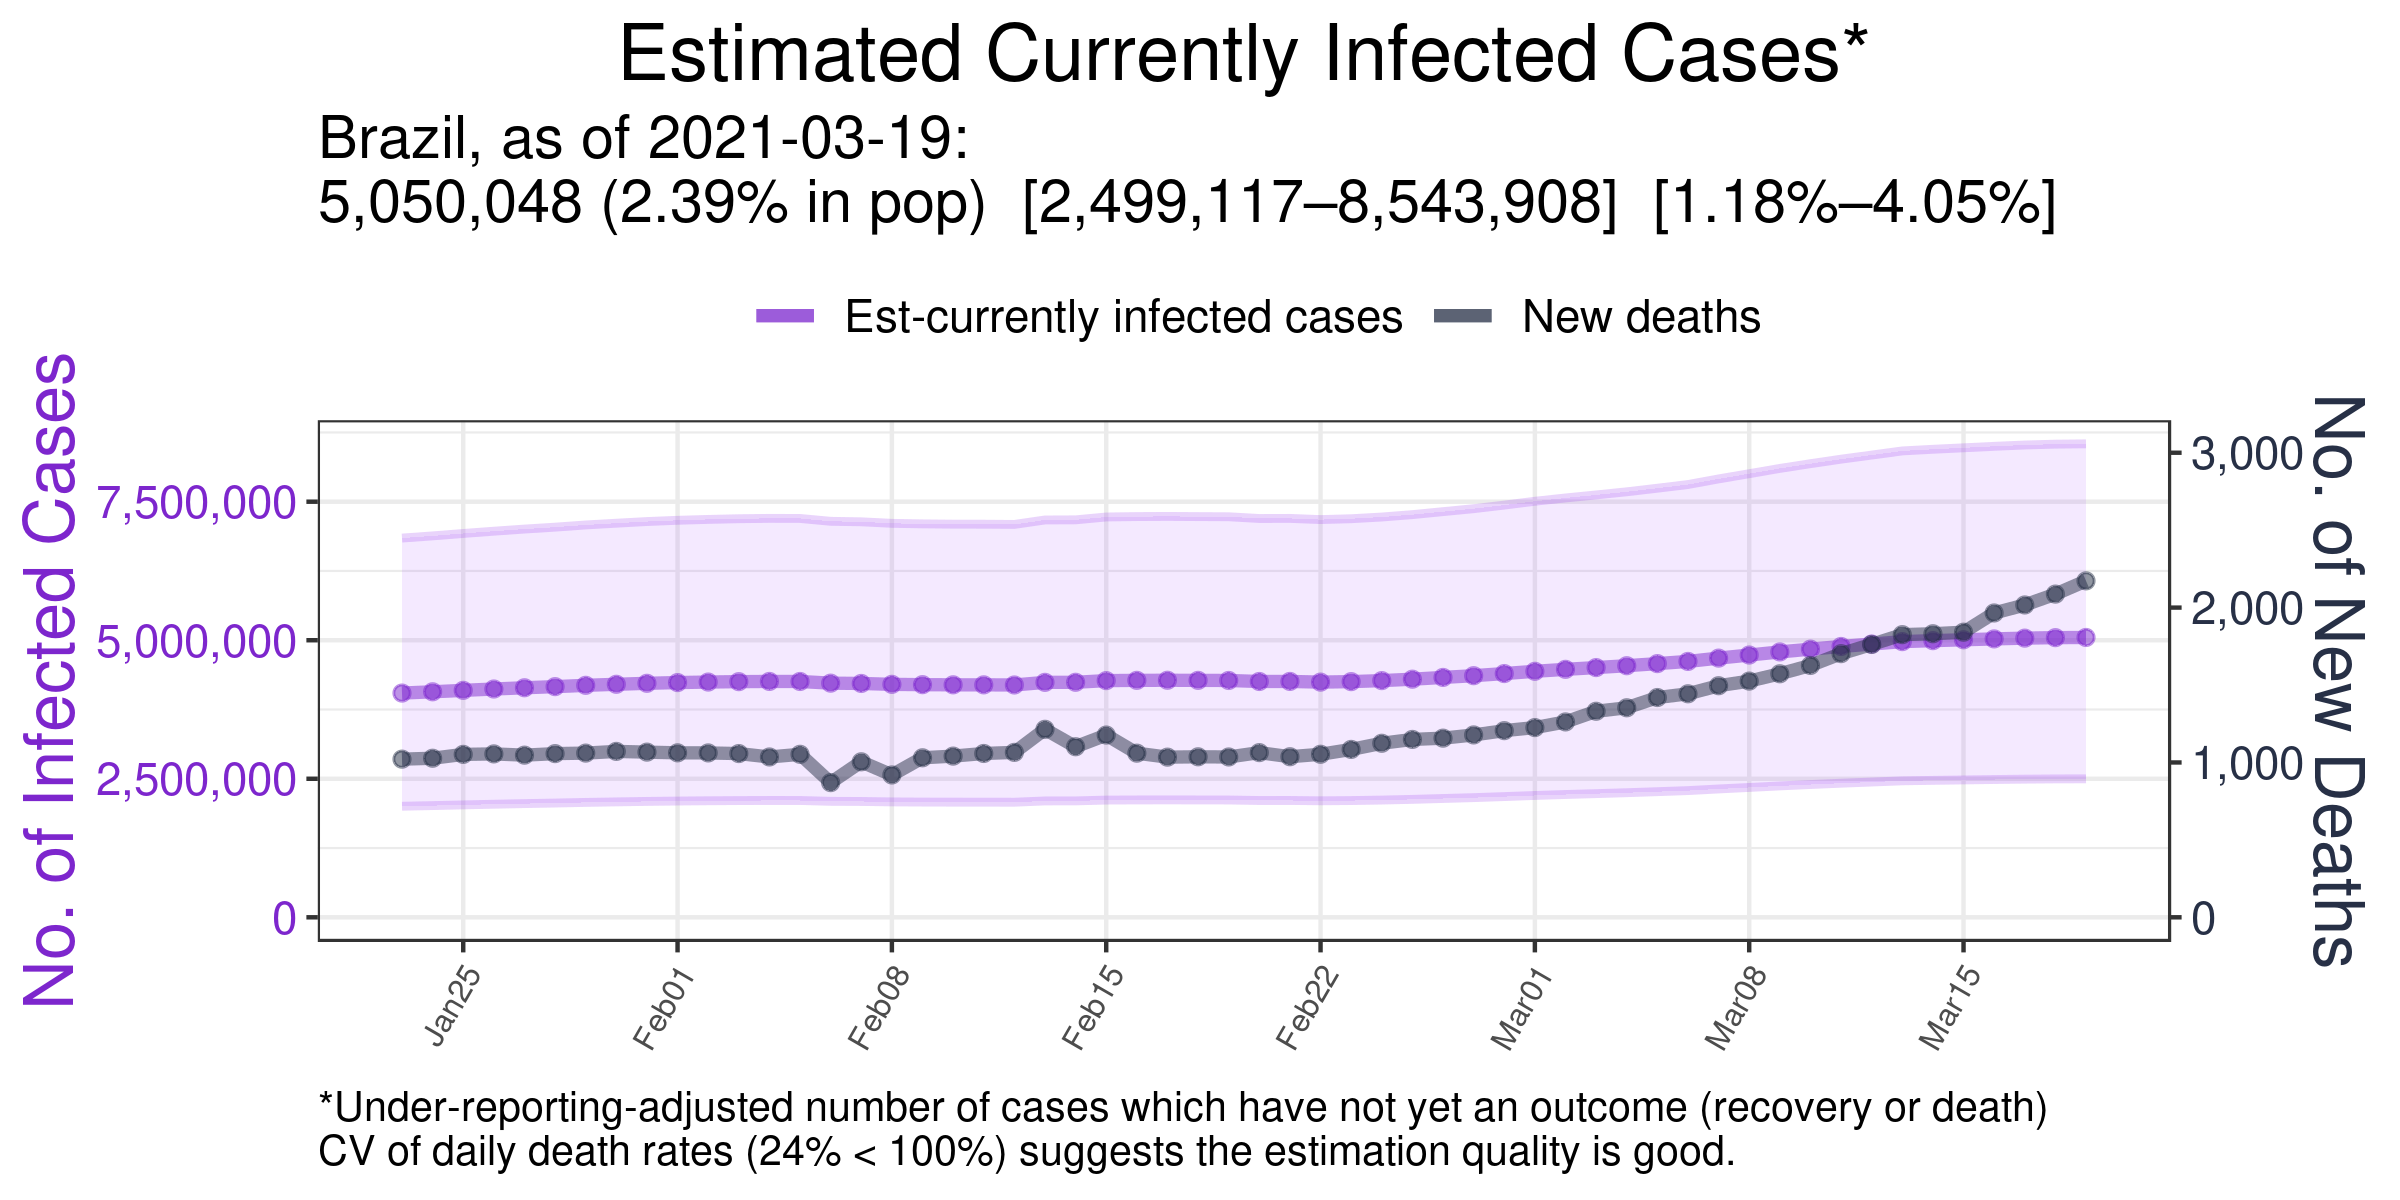 Estimated Currently Infected Cases*
Brazil, as of 2021-03-19:
5,050,048 (2.39% in pop)  [2,499,117–8,543,908]  [1.18%–4.05%]
Est-currently infected cases
New deaths
No. of Infected Cases
7,500,000
5,000,000
2,500,000
0
3,000
2,000
1,000
0
No. of New Deaths
Jan25
Feb01
Feb08
Feb15
Feb22
Mar01
Mar08
Mar15
*Under-reporting-adjusted number of cases which have not yet an outcome (recovery or death)
CV of daily death rates (24% < 100%) suggests the estimation quality is good.